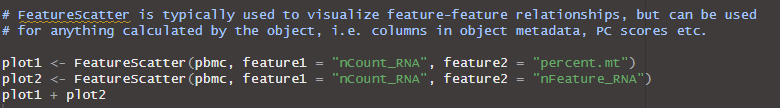 # FeatureScatter is typically used to visualize feature-feature relationships, but can be used
# for anything calculated by the object, i.e. columns in object metadata, PC scores etc.
plot1 <- FeatureScatter(pbmc, feature1 = "nCount_RNA", feature2 = "percent.mt")
plot2 <- FeatureScatter(pbmc, feature1 = "nCount_RNA", feature2 = "nFeature_RNA")
plot1 + plot2